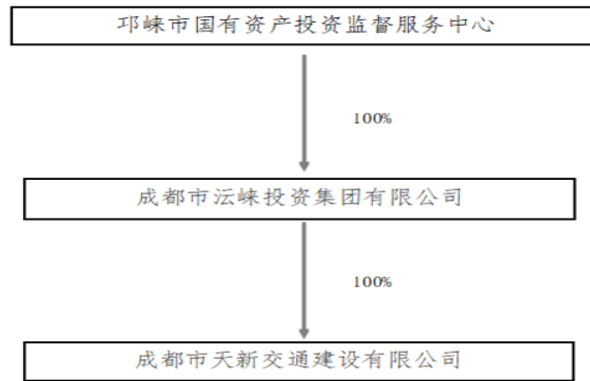 邛崃市国有资产投资监督服务中心
100%
成都市沄崃投资集团有限公司
100%
成都市天新交通建设有限公司